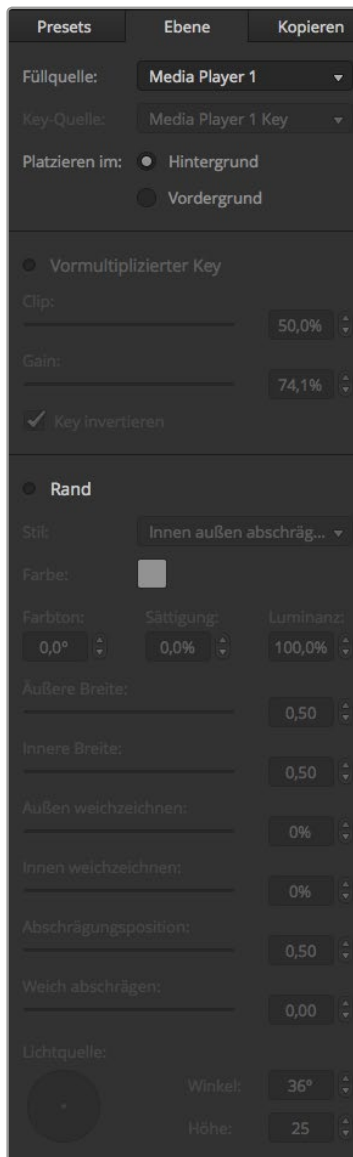 Presets Ebene Kopieren
Füllquelle: Media Player 1
Key-Quelle: Media Player 1 Key
Platzieren im: Hintergrund
Vordergrund
Vormultiplizierter Key
Clip:
50,0%
Gain:
74,1%
Key invertieren
Rand
Stil: Innen außen abschräg...
Farbe:
Farbton: Sättigung: Luminanz:
0,0° 0,0% 100,0%
Äußere Breite:
0,50
Innere Breite:
0,50
Außen weichzeichnen:
0%
Innen weichzeichnen:
0%
Abschrägungsposition:
0,50
Weich abschrägen:
0,00
Lichtquelle:
Winkel: 36°
Höhe: 25